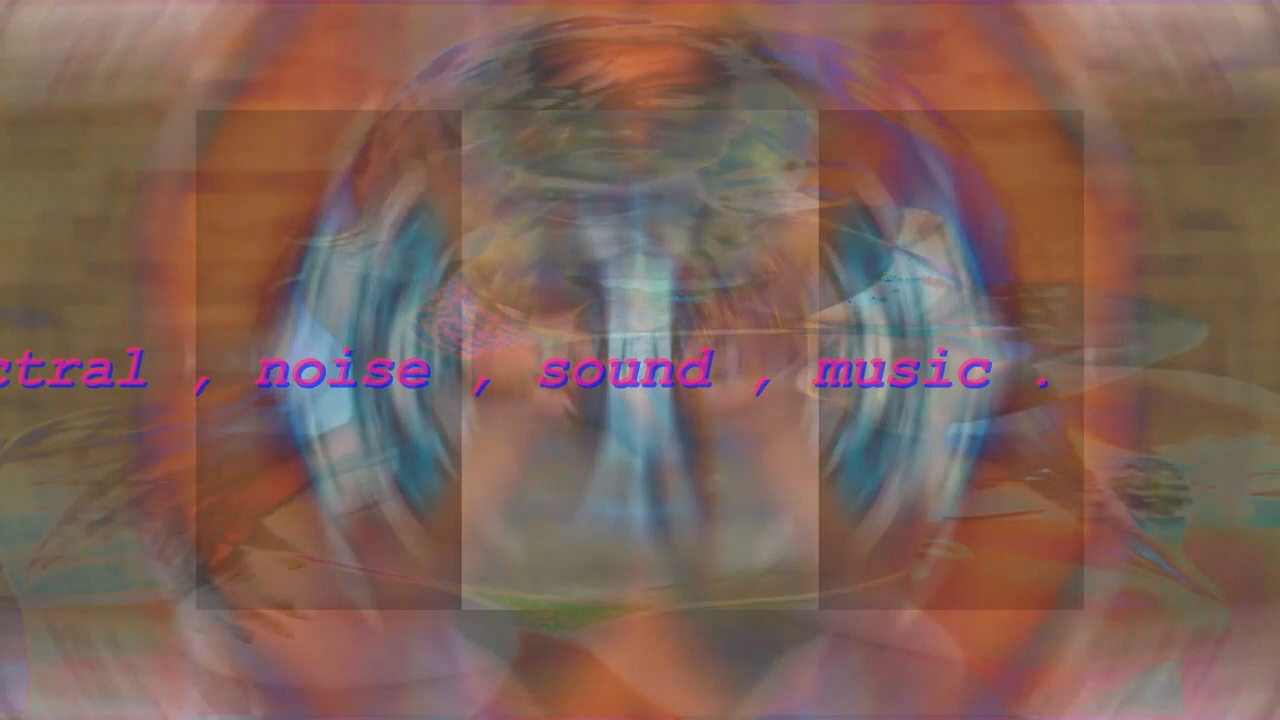 ctral , noise , sound , music .